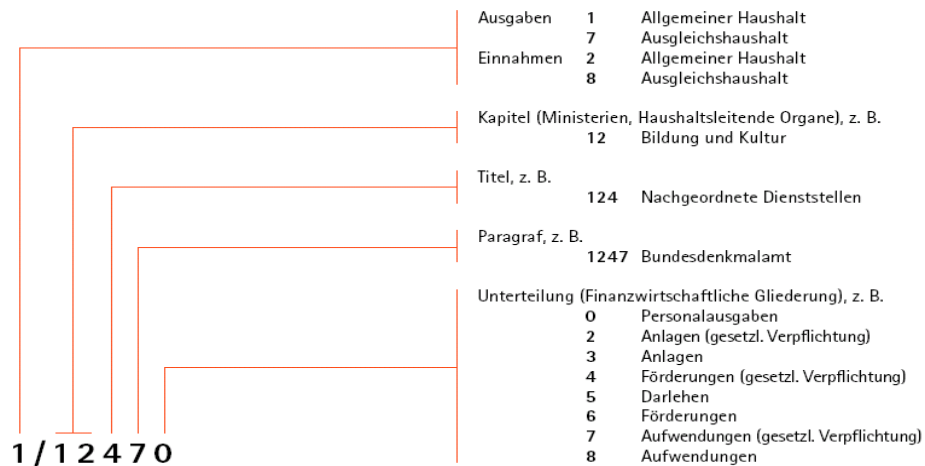 Ausgaben 1 Allgemeiner Haushalt
7 Ausgleichshaushalt
Einnahmen 2 Allgemeiner Haushalt
8 Ausgleichshaushalt
Kapitel (Ministerien, Haushaltsleitende Organe), z. B.
12 Bildung und Kultur
Titel, z. B.
124 Nachgeordnete Dienststellen
Paragraf, z. B.
1247 Bundesdenkmalamt
Unterteilung (Finanzwirtschaftliche Gliederung), z. B.
0 Personalausgaben
2 Anlagen (gesetzl. Verpflichtung)
3 Anlagen
4 Förderungen (gesetzl. Verpflichtung)
5 Darlehen
6 Förderungen
7 Aufwendungen (gesetzl. Verpflichtung)
8 Aufwendungen
1/12470